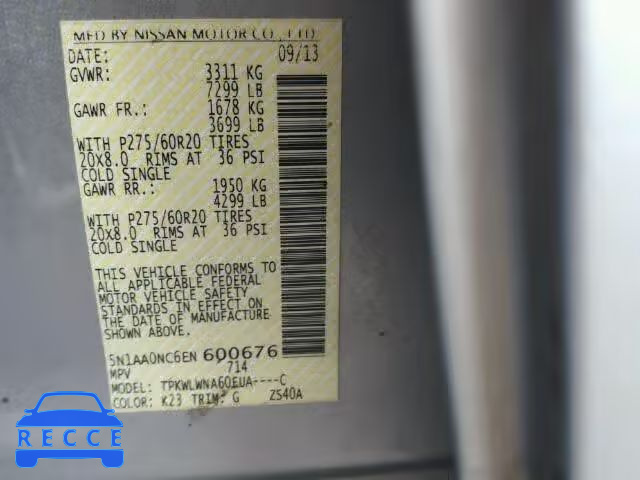 MFD BY NISSAN MOTOR CO., LTD
DATE: 09/13
GVWR: 3311 KG
7299 LB
GAWR FR.: 1678 KG
3699 LB
WITH P275/60R20 TIRES
20X8.0 RIMS AT 36 PSI
COLD SINGLE
GAWR RR.: 1950 KG
4299 LB
WITH P275/60R20 TIRES
20X8.0 RIMS AT 36 PSI
COLD SINGLE
THIS VEHICLE CONFORMS TO
ALL APPLICABLE FEDERAL
MOTOR VEHICLE SAFETY
STANDARDS IN EFFECT ON
THE DATE OF MANUFACTURE
SHOWN ABOVE.
5N1AA0NC6EN 600676
MPV 714
MODEL: TPKWLWNA60EUA----C
COLOR: K23 TRIM: G ZS40A
RECCE